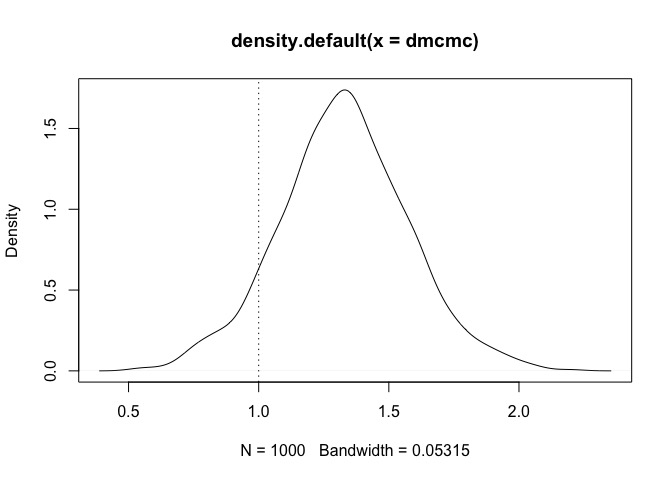 density.default(x = dmcmc)
Density
1.5
1.0
0.5
0.0
0.5 1.0 1.5 2.0
N = 1000 Bandwidth = 0.05315